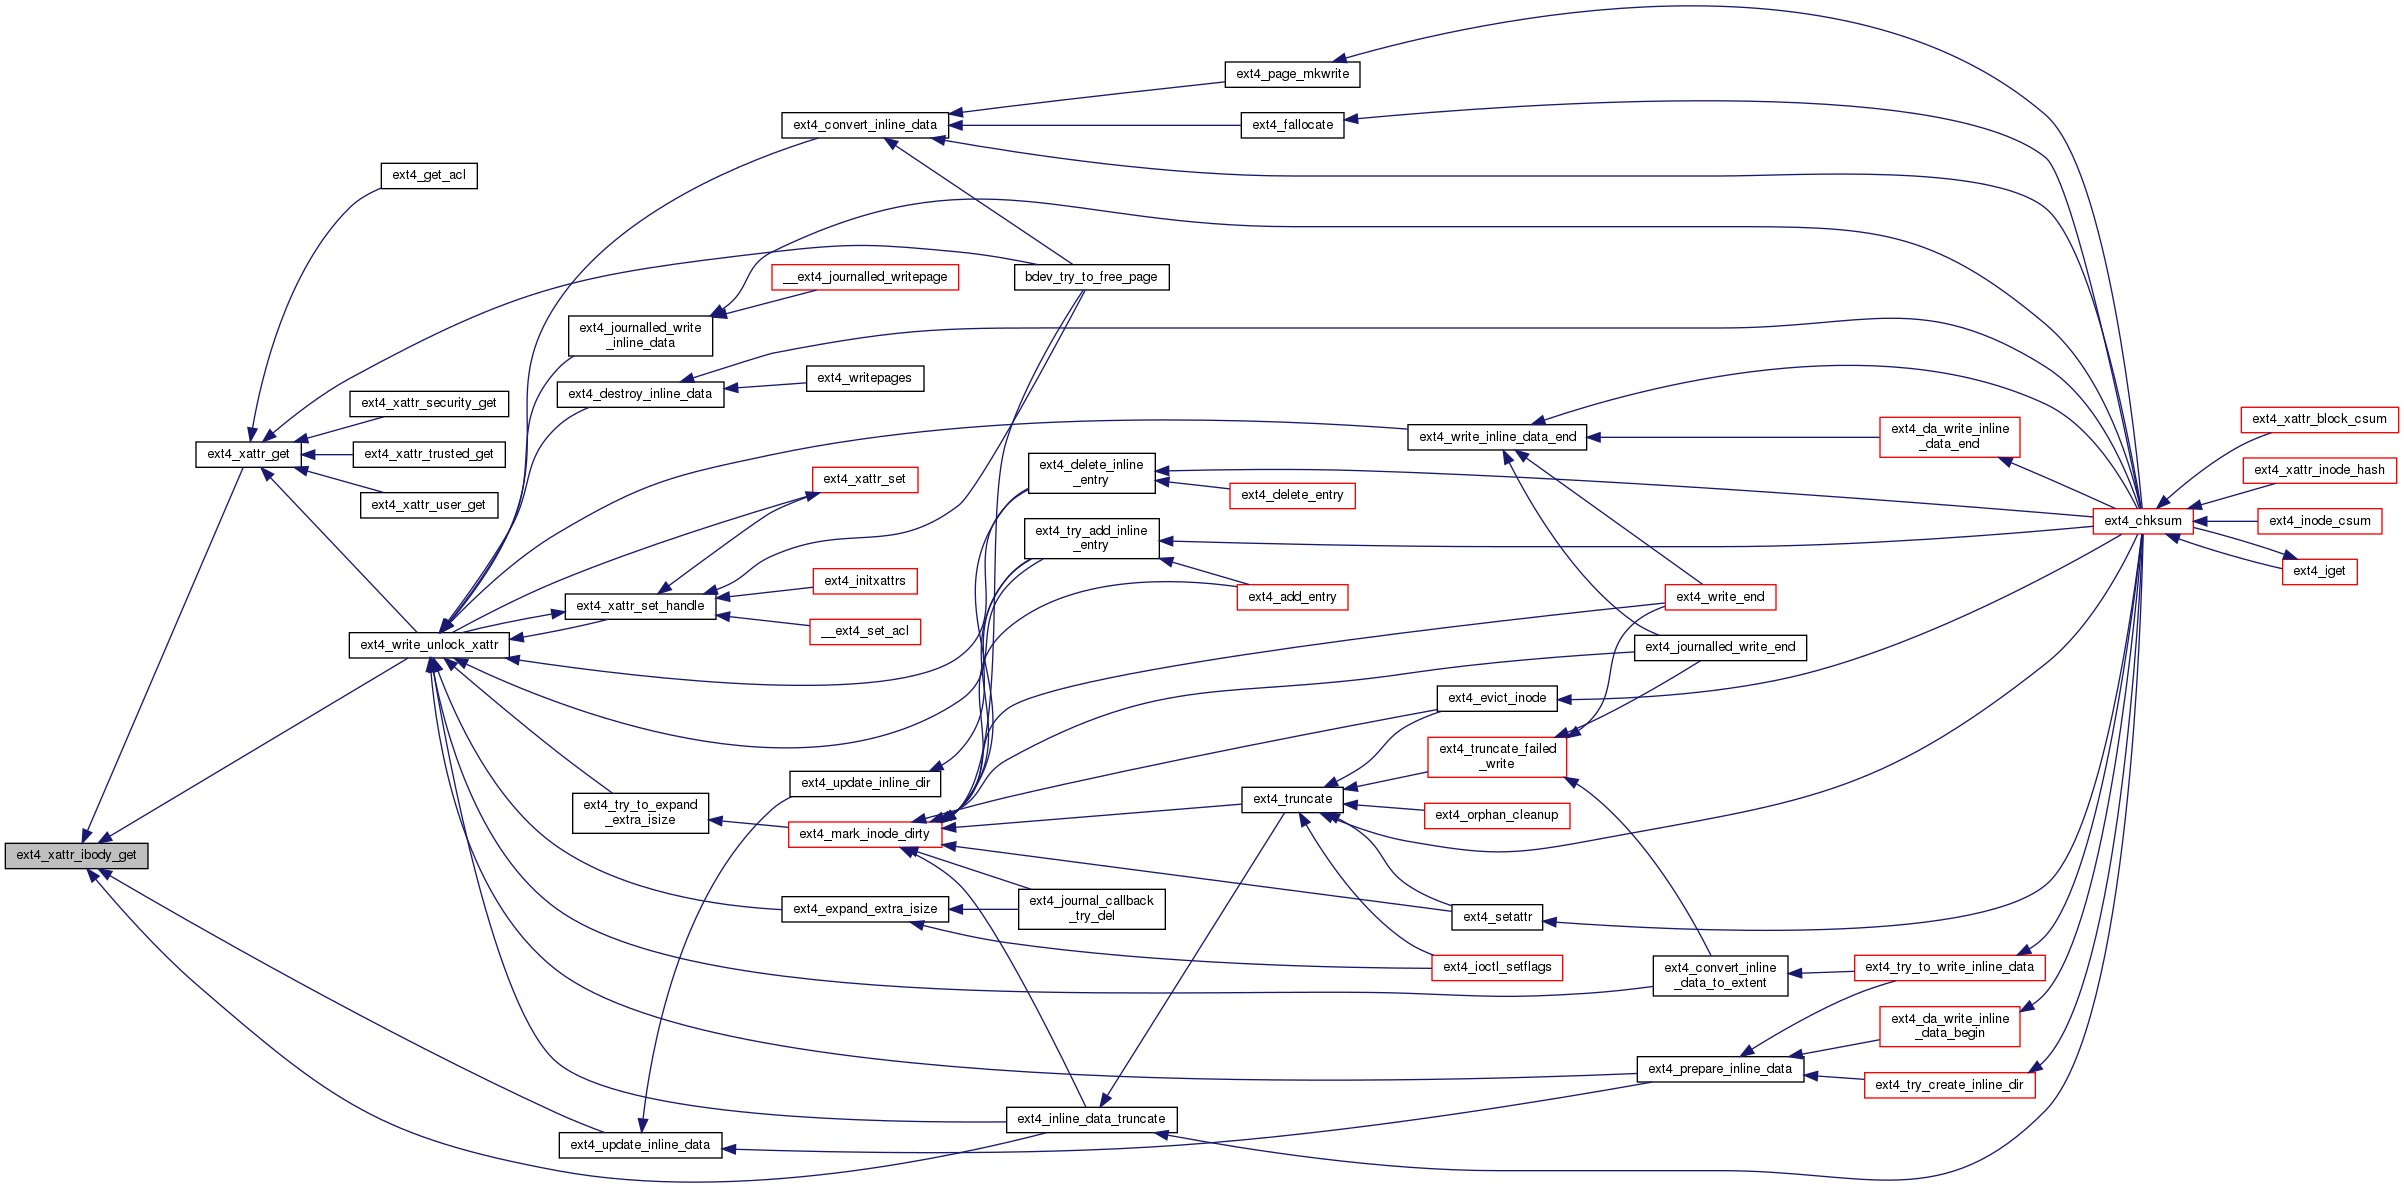 ext4_page_mkwrite
ext4_convert_inline_data
ext4_fallocate
ext4_get_acl
__ext4_journalled_writepage
bdev_try_to_free_page
ext4_journalled_write
_inline_data
ext4_writepages
ext4_destroy_inline_data
ext4_xattr_security_get
ext4_xattr_block_csum
ext4_write_inline_data_end
ext4_da_write_inline
_data_end
ext4_xattr_get
ext4_xattr_trusted_get
ext4_xattr_inode_hash
ext4_delete_inline
_entry
ext4_xattr_set
ext4_delete_entry
ext4_xattr_user_get
ext4_chksum
ext4_inode_csum
ext4_try_add_inline
_entry
ext4_iget
ext4_initxattrs
ext4_add_entry
ext4_write_end
ext4_xattr_set_handle
__ext4_set_acl
ext4_write_unlock_xattr
ext4_journalled_write_end
ext4_evict_inode
ext4_truncate_failed
_write
ext4_update_inline_dir
ext4_truncate
ext4_try_to_expand
_extra_isize
ext4_orphan_cleanup
ext4_mark_inode_dirty
ext4_xattr_ibody_get
ext4_expand_extra_isize
ext4_journal_callback
_try_del
ext4_setattr
ext4_ioctl_setflags
ext4_convert_inline
_data_to_extent
ext4_try_to_write_inline_data
ext4_da_write_inline
_data_begin
ext4_prepare_inline_data
ext4_try_create_inline_dir
ext4_inline_data_truncate
ext4_update_inline_data